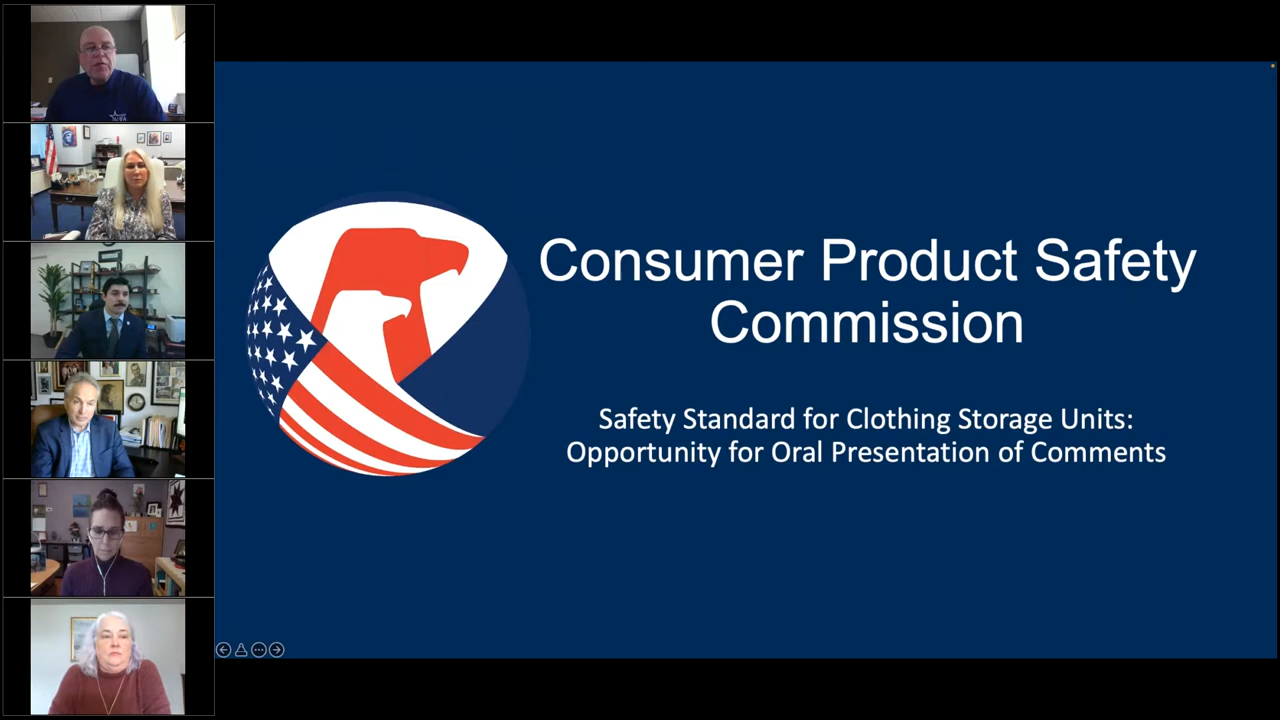 Consumer Product Safety
Commission
Safety Standard for Clothing Storage Units:
Opportunity for Oral Presentation of Comments